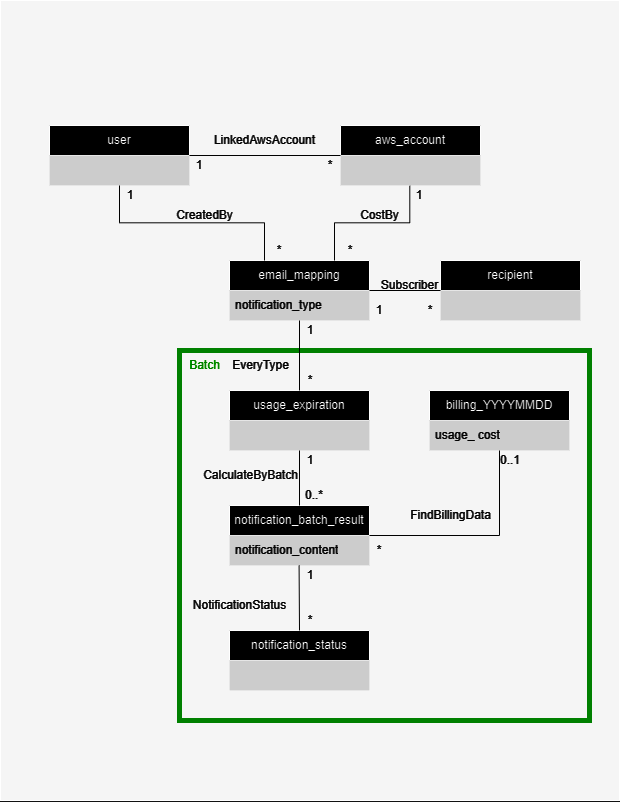 user
LinkedAwsAccount
aws_account
1
*
1
1
CreatedBy
CostBy
*
*
email_mapping
recipient
Subscriber
notification_type
1
*
1
Batch
EveryType
*
usage_expiration
billing_YYYYMMDD
usage_ cost
1
0..1
CalculateByBatch
0..*
notification_batch_result
FindBillingData
notification_content
*
1
NotificationStatus
*
notification_status